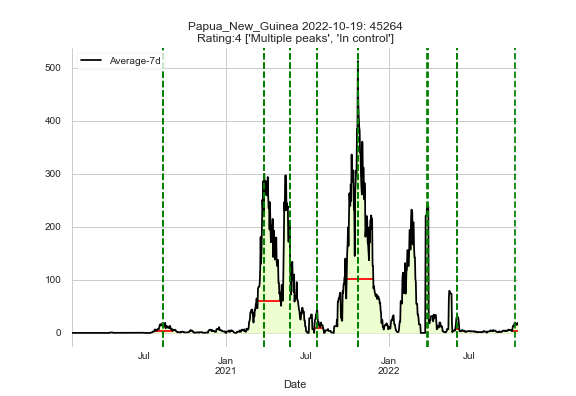 Papua_New_Guinea 2022-10-19: 45264
Rating:4 ['Multiple peaks', 'In control']
Average-7d
500
400
300
200
100
0
Jul
Jan
2021
Jul
Jan
2022
Jul
Date